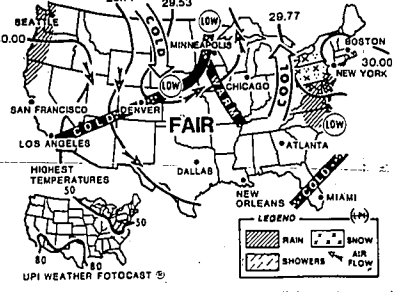 29.53
SEATTLE
LOW
29.77
COLD
MINNEAPOLIS
BOSTON
30.00
NEW YORK
LOW
CHICAGO
COOL
SAN FRANCISCO
DENVER
WARM
COLD
FAIR
LOW
LOS ANGELES
ATLANTA
HIGHEST
TEMPERATURES
DALLAS
50
NEW
ORLEANS
COLD
MIAMI
LEGEND
50
RAIN
SNOW
SHOWERS
AIR
FLOW
80
80
UPI WEATHER FOTOCAST ®